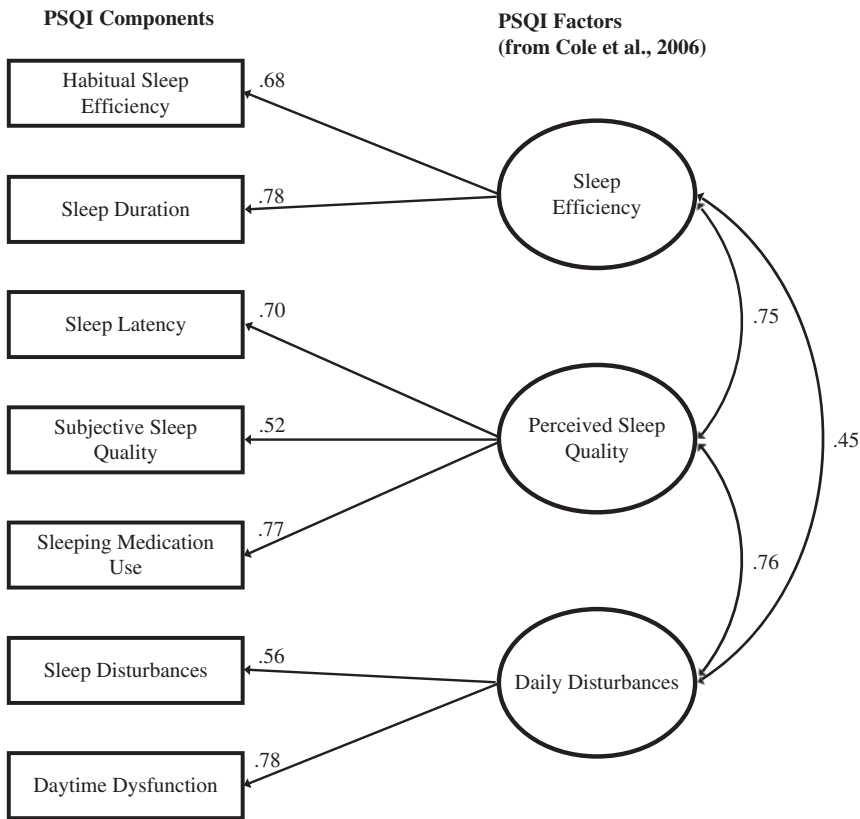 PSQI Components
PSQI Factors
(from Cole et al., 2006)
Habitual Sleep
Efficiency
.68
Sleep Duration
.78
Sleep
Efficiency
Sleep Latency
.70
.75
Subjective Sleep
Quality
.52
Perceived Sleep
Quality
.45
Sleeping Medication
Use
.77
.76
Sleep Disturbances
.56
Daily Disturbances
Daytime Dysfunction
.78